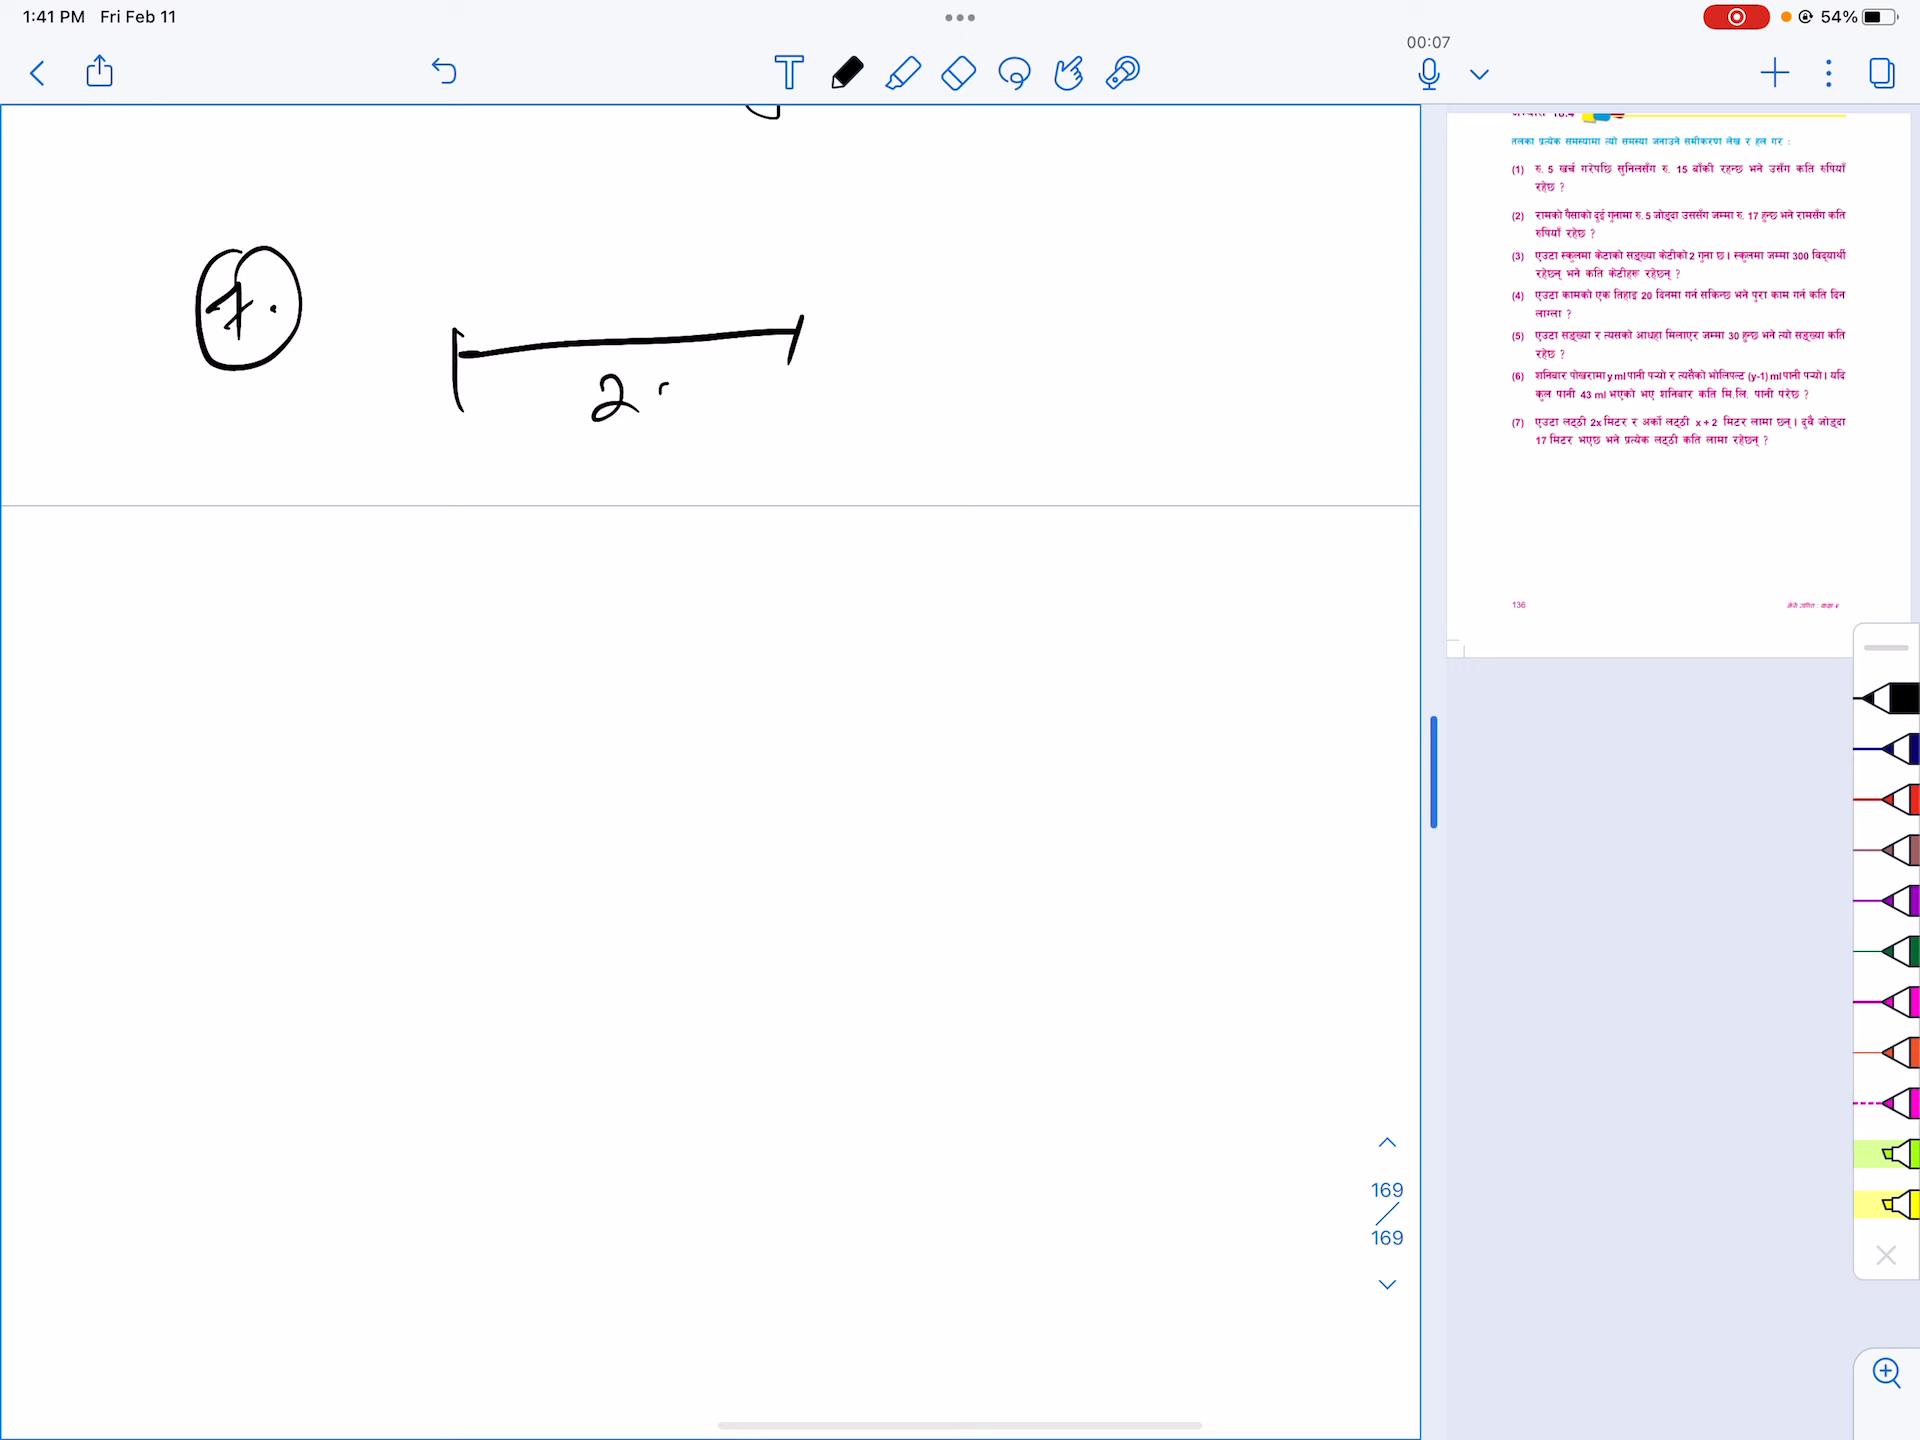 1:41 PM Fri Feb 11
54%
00:07
T
7.
2
तलका प्रत्येक समस्यामा त्यो समस्या जनाउने समीकरण लेख र हल गर :
(1) रु. 5 खर्च गरेपछि सुनिलसँग रु. 15 बाँकी रहन्छ भने उसँग कति रुपियाँ
रहेछ ?
(2) रामको पैसाको दुई गुनामा रु. 5 जोड्दा उससँग जम्मा रु. 17 हुन्छ भने रामसँग कति
रुपियाँ रहेछ ?
(3) एउटा स्कुलमा केटाको सङ्ख्या केटीको 2 गुना छ। स्कुलमा जम्मा 300 विद्यार्थी
रहेछन् भने कति केटीहरू रहेछन् ?
(4) एउटा कामको एक तिहाइ 20 दिनमा गर्न सकिन्छ भने पुरा काम गर्न कति दिन
लाग्ला ?
(5) एउटा सङ्ख्या र त्यसको आधहा मिलाएर जम्मा 30 हुन्छ भने त्यो सङ्ख्या कति
रहेछ ?
(6) शनिबार पोखरामा y ml पानी पऱ्यो र त्यसैको भोलिपल्ट (y-1) ml पानी पऱ्यो। यदि
कुल पानी 43 ml भएको भए शनिबार कति मि.लि. पानी परेछ ?
(7) एउटा लट्ठी 2x मिटर र अर्को लट्ठी x + 2 मिटर लामा छन्। दुवै जोड्दा
17 मिटर भएछ भने प्रत्येक लट्ठी कति लामा रहेछन् ?
136
169
169